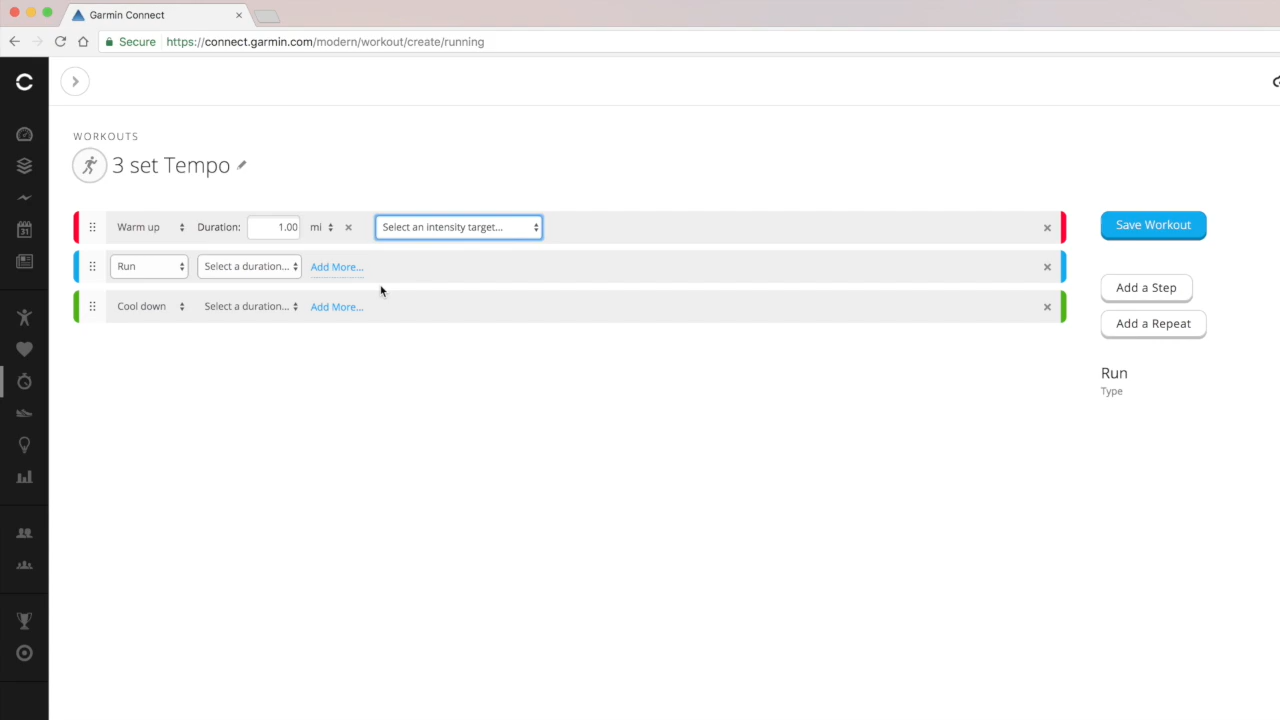 Garmin Connect
Secure https://connect.garmin.com/modern/workout/create/running
WORKOUTS
3 set Tempo
Warm up Duration: 1.00 mi Select an intensity target...
Save Workout
Run Select a duration... Add More...
Add a Step
Cool down Select a duration... Add More...
Add a Repeat
Run
Type
31